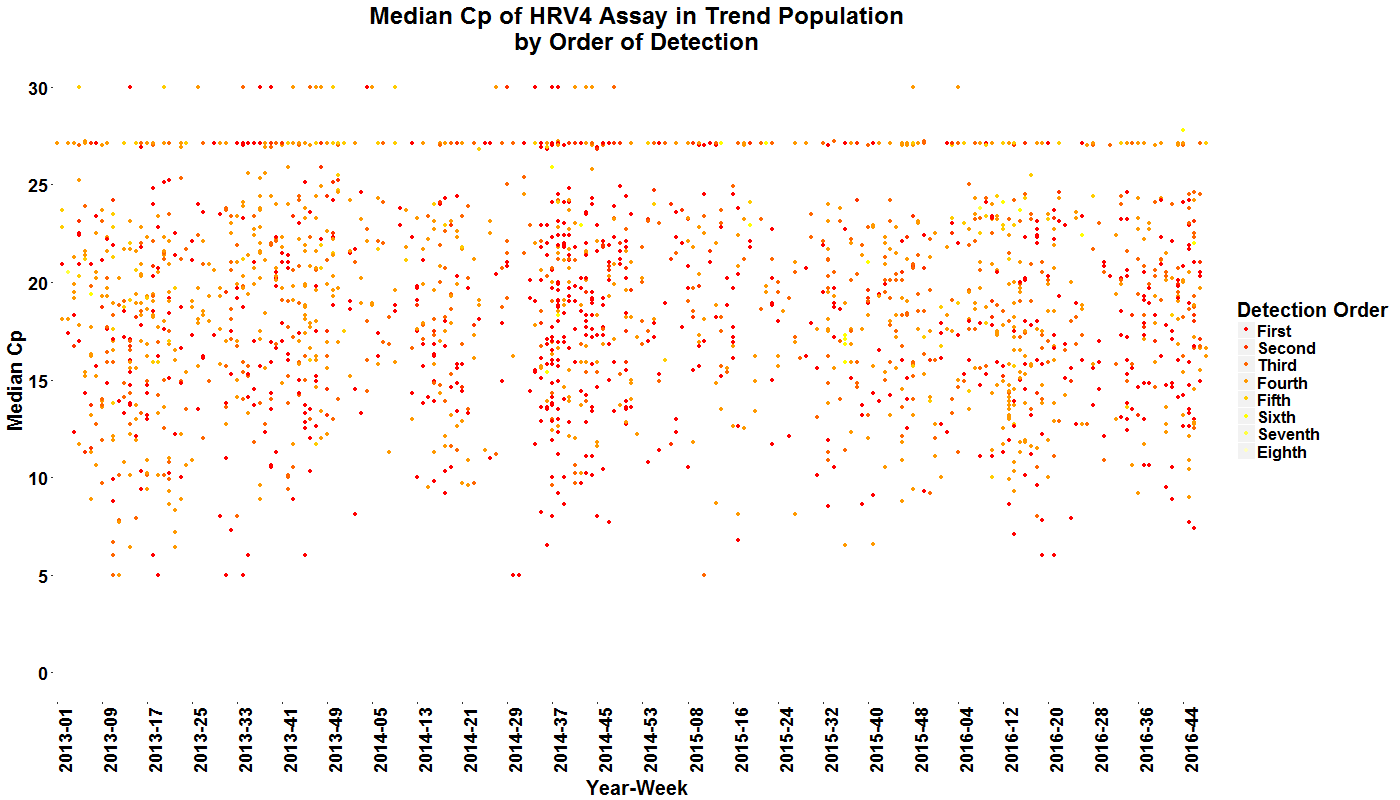 Median Cp of HRV4 Assay in Trend Population
by Order of Detection
Median Cp
30
25
20
15
10
5
0
2013-01
2013-09
2013-17
2013-25
2013-33
2013-41
2013-49
2014-05
2014-13
2014-21
2014-29
2014-37
2014-45
2014-53
2015-08
2015-16
2015-24
2015-32
2015-40
2015-48
2016-04
2016-12
2016-20
2016-28
2016-36
2016-44
Year-Week
Detection Order
First
Second
Third
Fourth
Fifth
Sixth
Seventh
Eighth